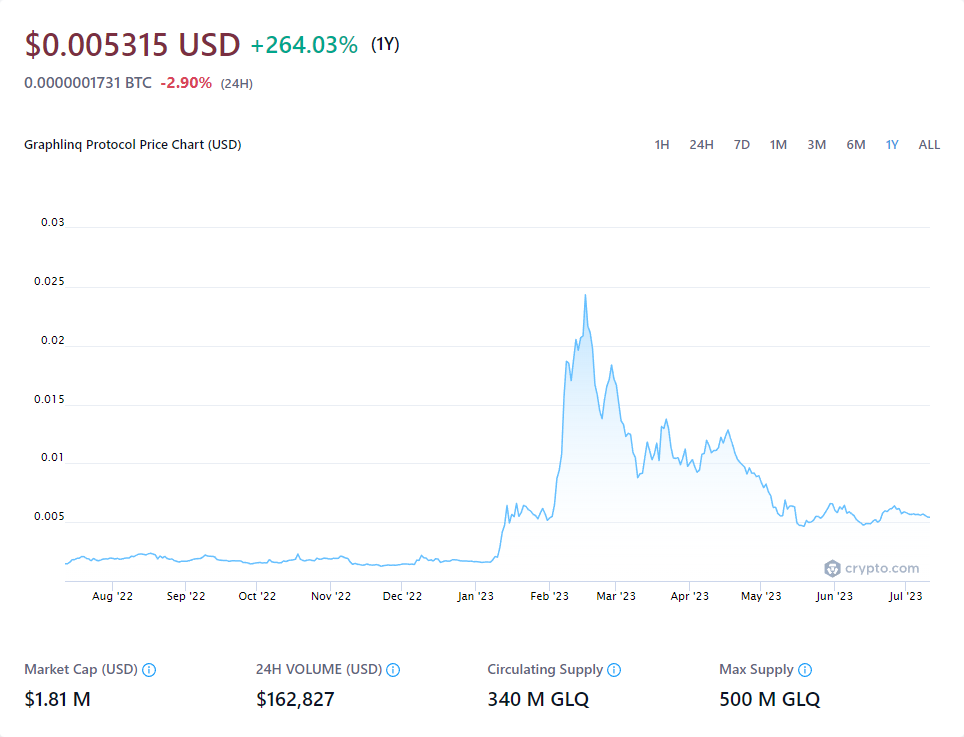 $0.005315 USD +264.03% (1Y)
0.0000001731 BTC -2.90% (24H)
Graphlinq Protocol Price Chart (USD)
1H 24H 7D 1M 3M 6M 1Y ALL
0.03
0.025
0.02
0.015
0.01
0.005
crypto.com
Aug '22 Sep '22 Oct '22 Nov '22 Dec '22 Jan '23 Feb '23 Mar '23 Apr '23 May '23 Jun '23 Jul '23
Market Cap (USD) 24H VOLUME (USD) Circulating Supply Max Supply
$1.81 M $162,827 340 M GLQ 500 M GLQ